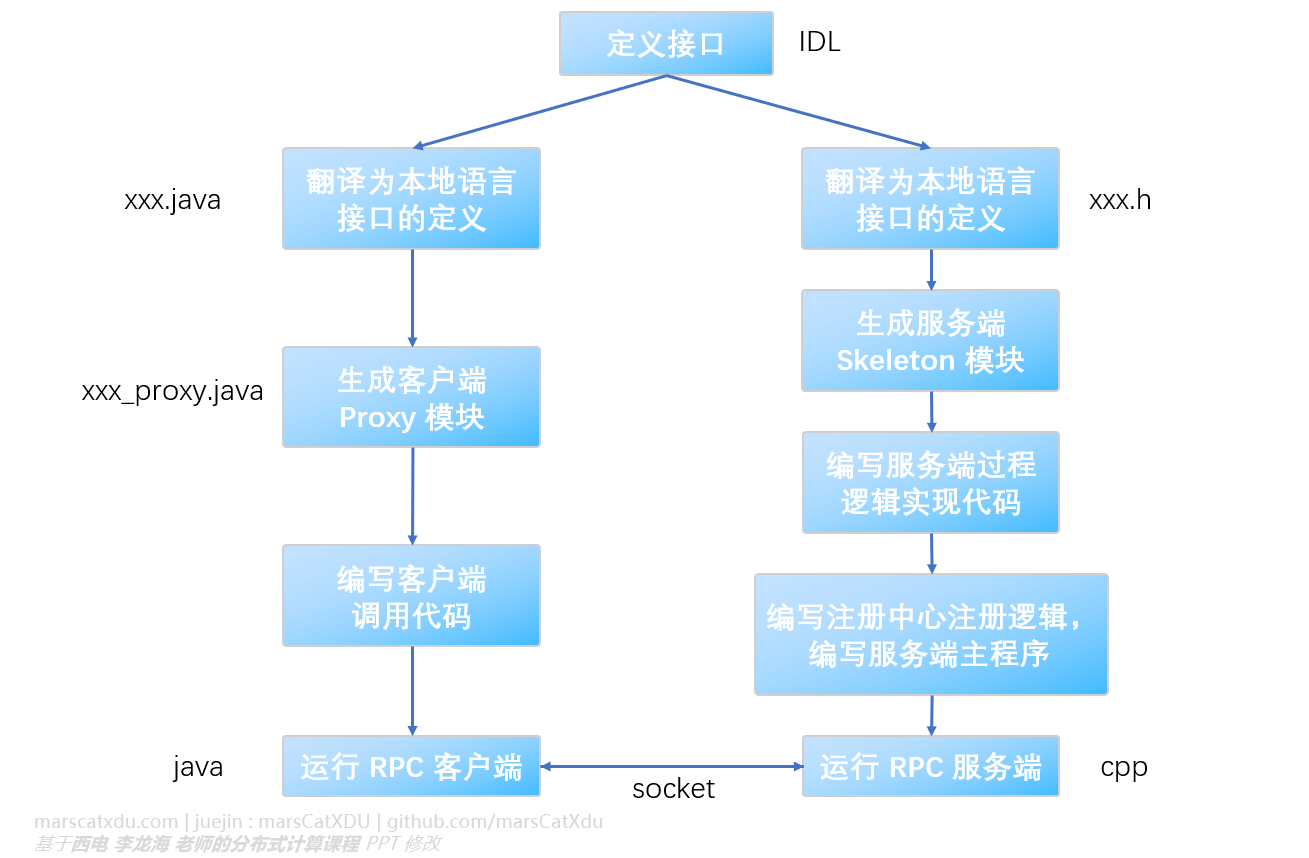 定义接口
IDL
翻译为本地语言
接口的定义
xxx.java
翻译为本地语言
接口的定义
xxx.h
生成服务端
Skeleton 模块
生成客户端
Proxy 模块
xxx_proxy.java
编写服务端过程
逻辑实现代码
编写客户端
调用代码
编写注册中心注册逻辑，
编写服务端主程序
java
运行 RPC 客户端
socket
运行 RPC 服务端
cpp
marscatxdu.com | juejin : marsCatXDU | github.com/marsCatXdu
基于西电 李龙海 老师的分布式计算课程 PPT 修改